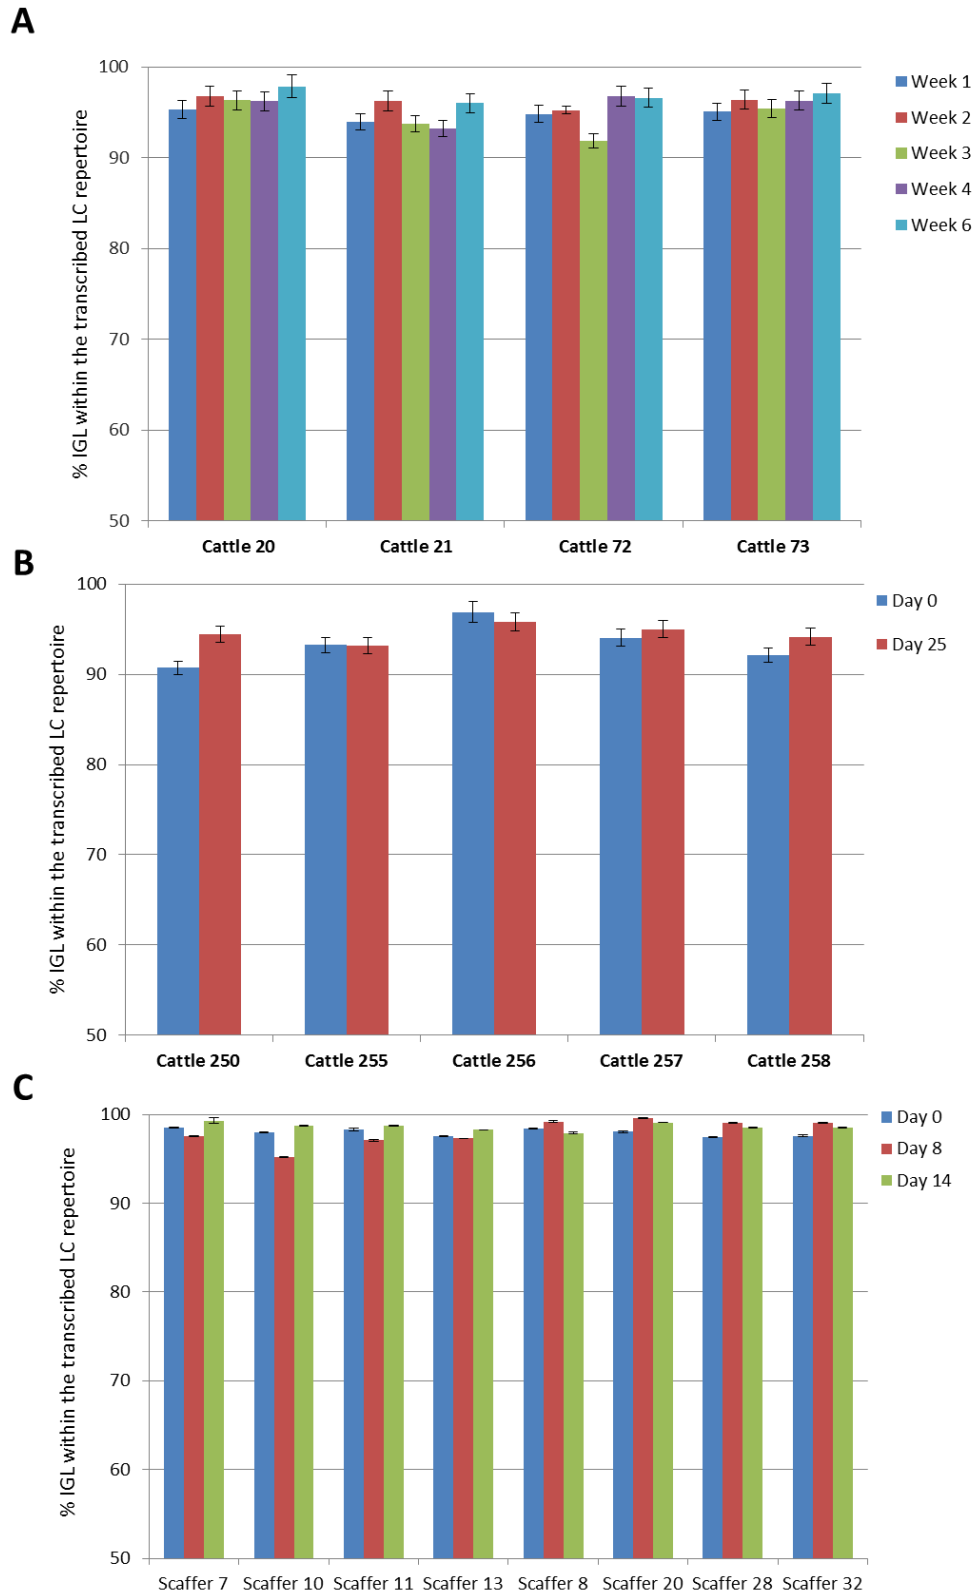 A
% IGL within the transcribed LC repertoire
100
90
80
70
60
50
Cattle 20 Cattle 21 Cattle 72 Cattle 73
Week 1
Week 2
Week 3
Week 4
Week 6
B
% IGL within the transcribed LC repertoire
100
90
80
70
60
50
Cattle 250 Cattle 255 Cattle 256 Cattle 257 Cattle 258
Day 0
Day 25
C
% IGL within the transcribed LC repertoire
100
90
80
70
60
50
Scaffer 7 Scaffer 10 Scaffer 11 Scaffer 13 Scaffer 8 Scaffer 20 Scaffer 28 Scaffer 32
Day 0
Day 8
Day 14